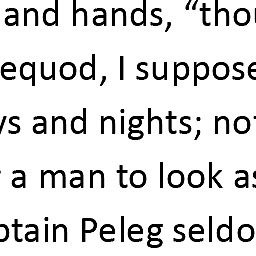 and hands, “thou
equod, I suppose
ys and nights; not
a man to look as
ptain Peleg seldo